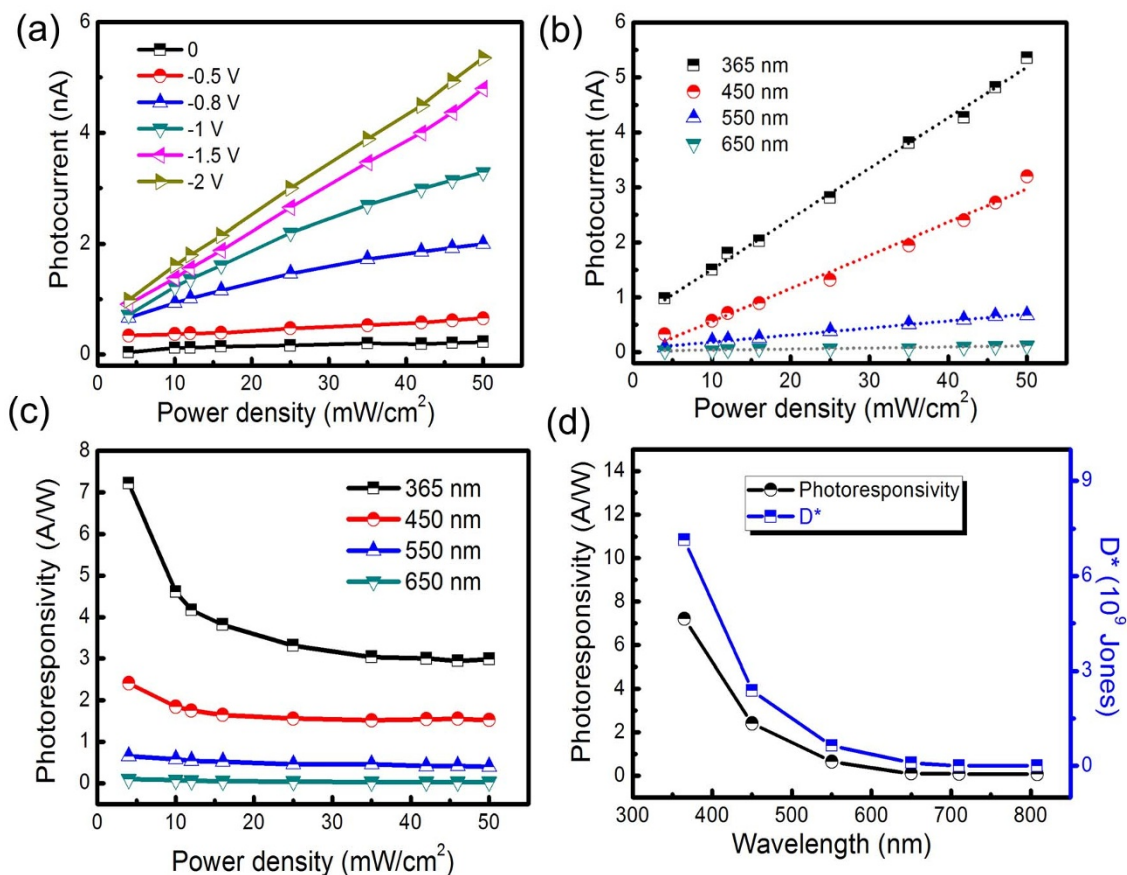 (a)
6
4
2
0
Photocurrent (nA)
0
-0.5 V
-0.8 V
-1 V
-1.5 V
-2 V
0 10 20 30 40 50
Power density (mW/cm²)
(b)
6
5
4
3
2
1
0
Photocurrent (nA)
365 nm
450 nm
550 nm
650 nm
0 10 20 30 40 50
Power density (mW/cm²)
(c)
8
7
6
5
4
3
2
1
0
Photoresponsivity (A/W)
365 nm
450 nm
550 nm
650 nm
0 10 20 30 40 50
Power density (mW/cm²)
(d)
14
12
10
8
6
4
2
0
Photoresponsivity (A/W)
Photoresponsivity
D*
9
6
3
0
D* (10⁹ Jones)
300 400 500 600 700 800
Wavelength (nm)